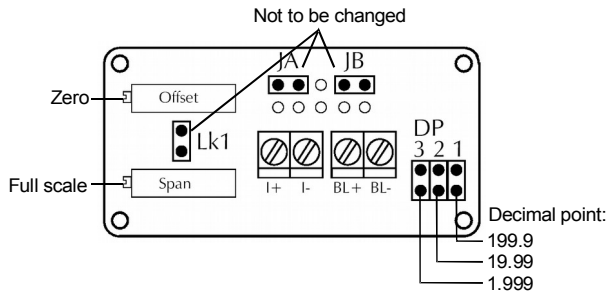 Not to be changed
JA JB
Zero
Offset
Lk1
DP
3 2 1
Full scale
Span
I+ I- BL+ BL-
Decimal point:
199.9
19.99
1.999